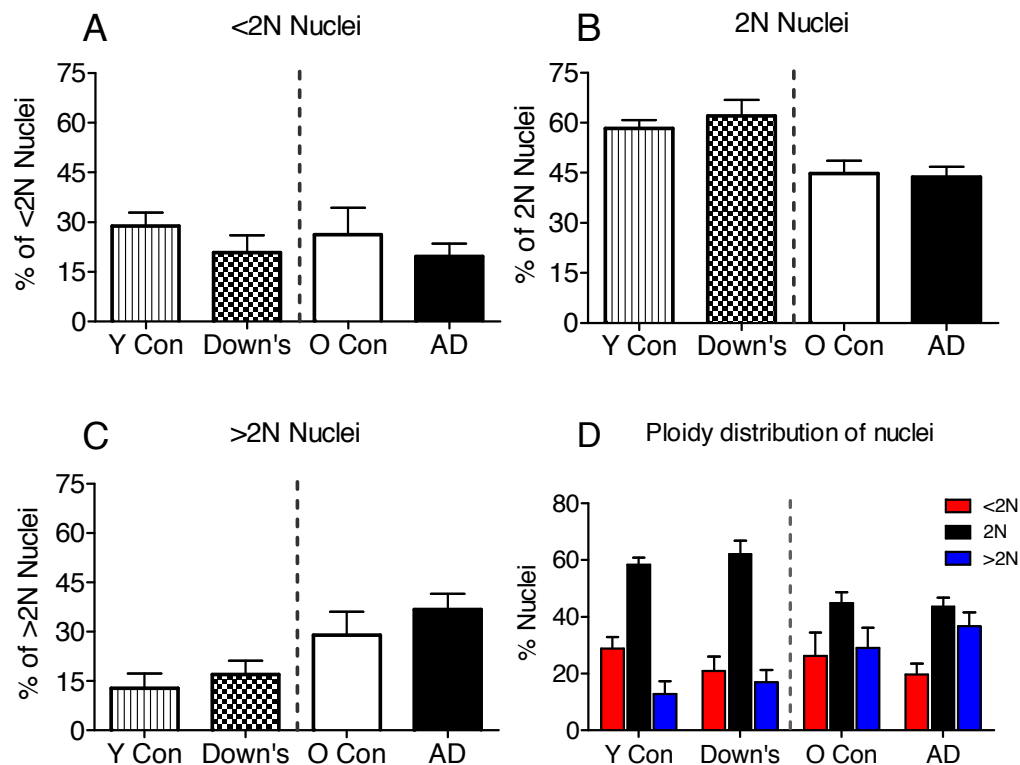 A
<2N Nuclei
% of <2N Nuclei
75
60
45
30
15
0
Y Con Down's O Con AD
B
2N Nuclei
% of 2N Nuclei
75
60
45
30
15
0
Y Con Down's O Con AD
C
>2N Nuclei
% of >2N Nuclei
75
60
45
30
15
0
Y Con Down's O Con AD
D
Ploidy distribution of nuclei
% Nuclei
80
60
40
20
0
<2N
2N
>2N
Y Con Down's O Con AD